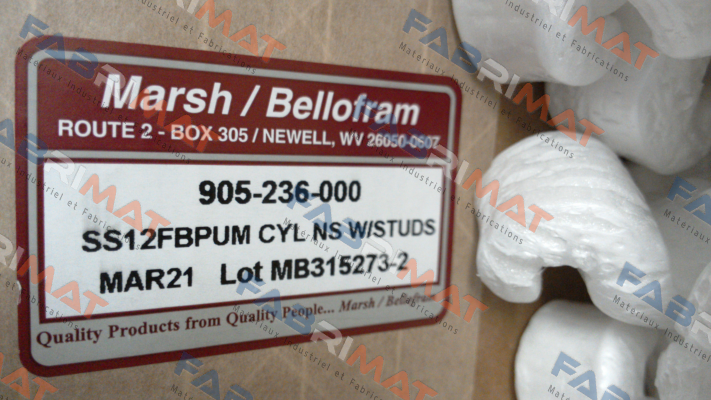 Marsh / Bellofram
ROUTE 2 - BOX 305 / NEWELL, WV 26050-0607
905-236-000
SS12FBPUM CYL NS W/STUDS
MAR21 Lot MB315273-2
Quality Products from Quality People... Marsh / Bellofram
FABRIMAT
Materiaux Industriel et Fabrications